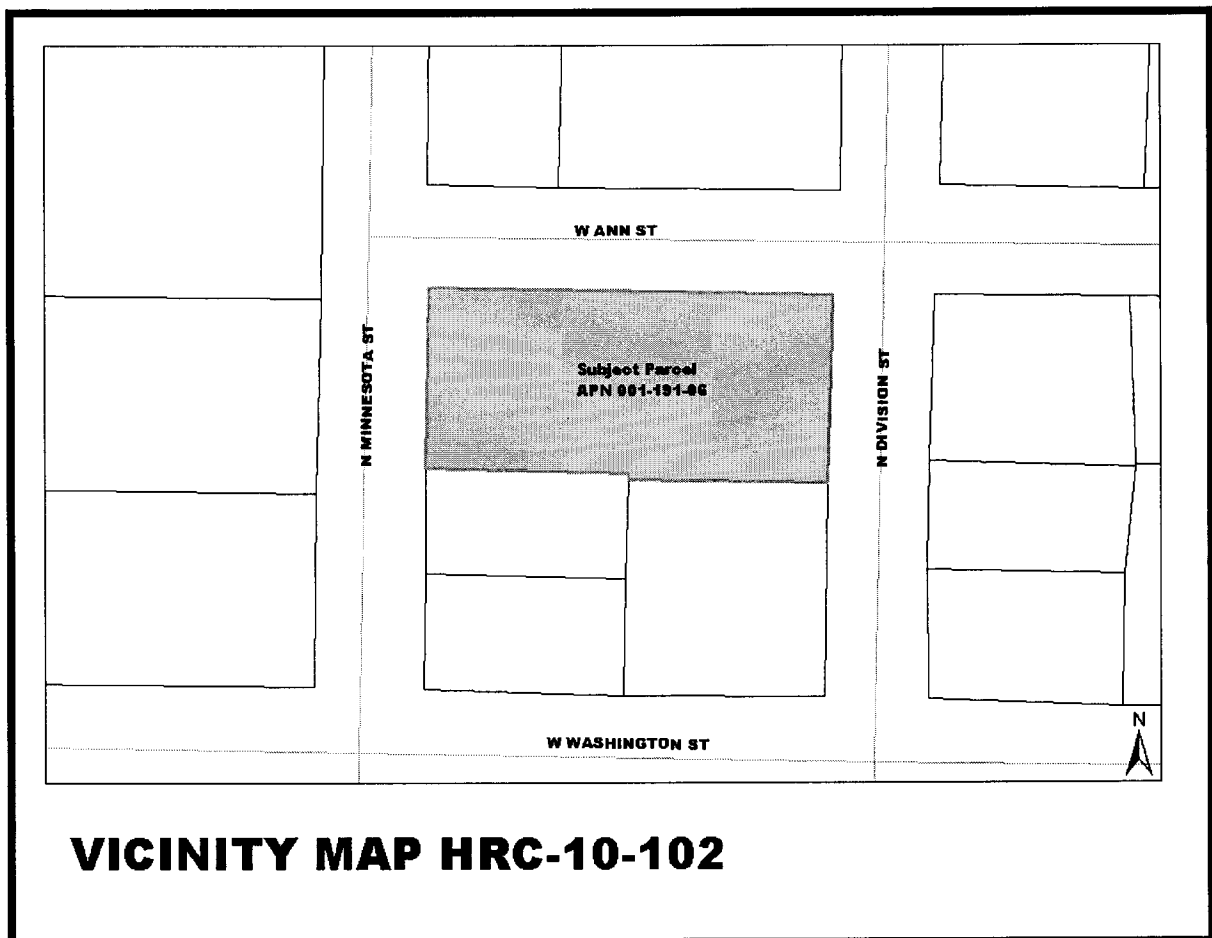 W ANN ST
N MINNESOTA ST
Subject Parcel
APN 001-191-06
N DIVISION ST
W WASHINGTON ST
N
VICINITY MAP HRC-10-102